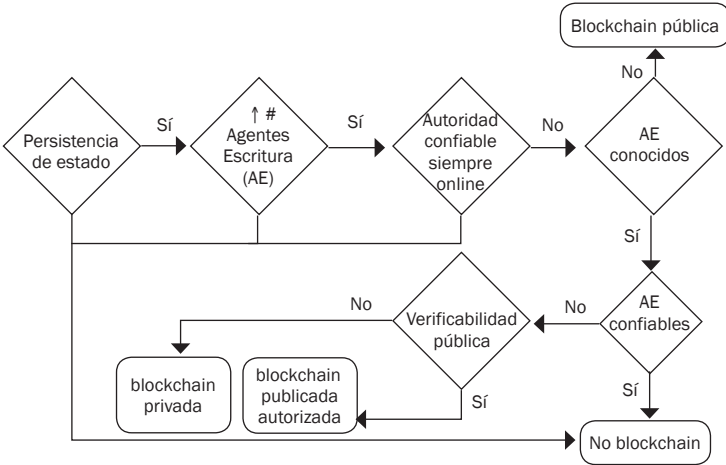 Blockchain pública
No
Persistencia
de estado
Sí
↑ #
Agentes
Escritura
(AE)
Sí
Autoridad
confiable
siempre
online
No
AE
conocidos
Sí
No
Verificabilidad
pública
No
AE
confiables
blockchain
privada
blockchain
publicada
autorizada
Sí
Sí
No blockchain